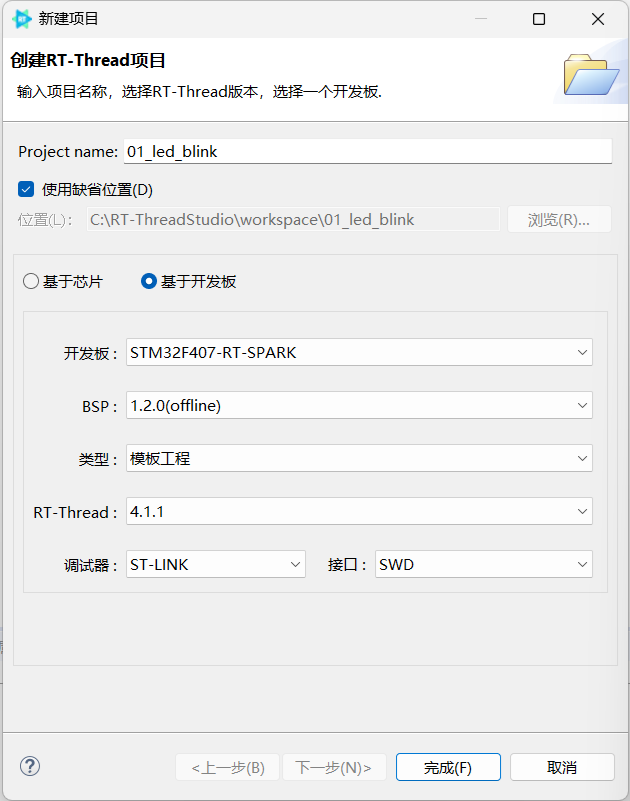 新建项目
创建RT-Thread项目
输入项目名称，选择RT-Thread版本，选择一个开发板.
Project name: 01_led_blink
使用缺省位置(D)
位置(L)： C:\RT-ThreadStudio\workspace\01_led_blink 浏览(R)...
基于芯片 基于开发板
开发板： STM32F407-RT-SPARK
BSP： 1.2.0(offline)
类型： 模板工程
RT-Thread： 4.1.1
调试器： ST-LINK 接口： SWD
<上一步(B) 下一步(N)> 完成(F) 取消